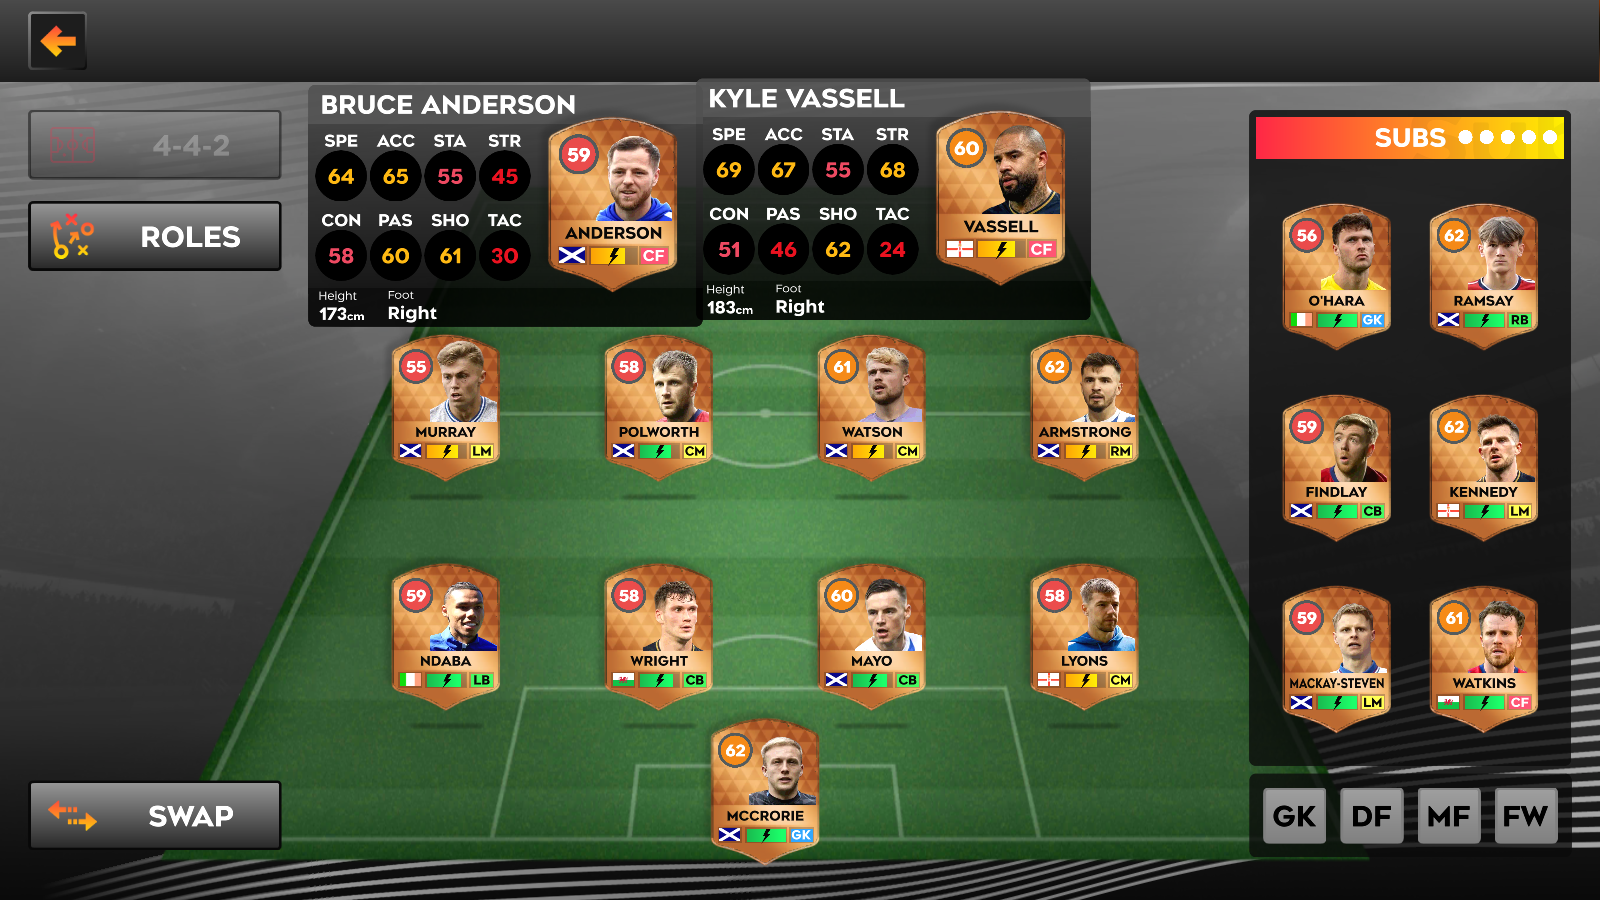 4-4-2
ROLES
BRUCE ANDERSON
SPE ACC STA STR
64 65 55 45
CON PAS SHO TAC
58 60 61 30
Height Foot
173cm Right
59
ANDERSON
CF
KYLE VASSELL
SPE ACC STA STR
69 67 55 68
CON PAS SHO TAC
51 46 62 24
Height Foot
183cm Right
60
VASSELL
CF
55
MURRAY
LM
58
POLWORTH
CM
61
WATSON
CM
62
ARMSTRONG
RM
59
NDABA
LB
58
WRIGHT
CB
60
MAYO
CB
58
LYONS
CM
62
MCCRORIE
GK
SWAP
SUBS
56
O'HARA
GK
62
RAMSAY
RB
59
FINDLAY
CB
62
KENNEDY
LM
59
MACKAY-STEVEN
LM
61
WATKINS
CF
GK DF MF FW